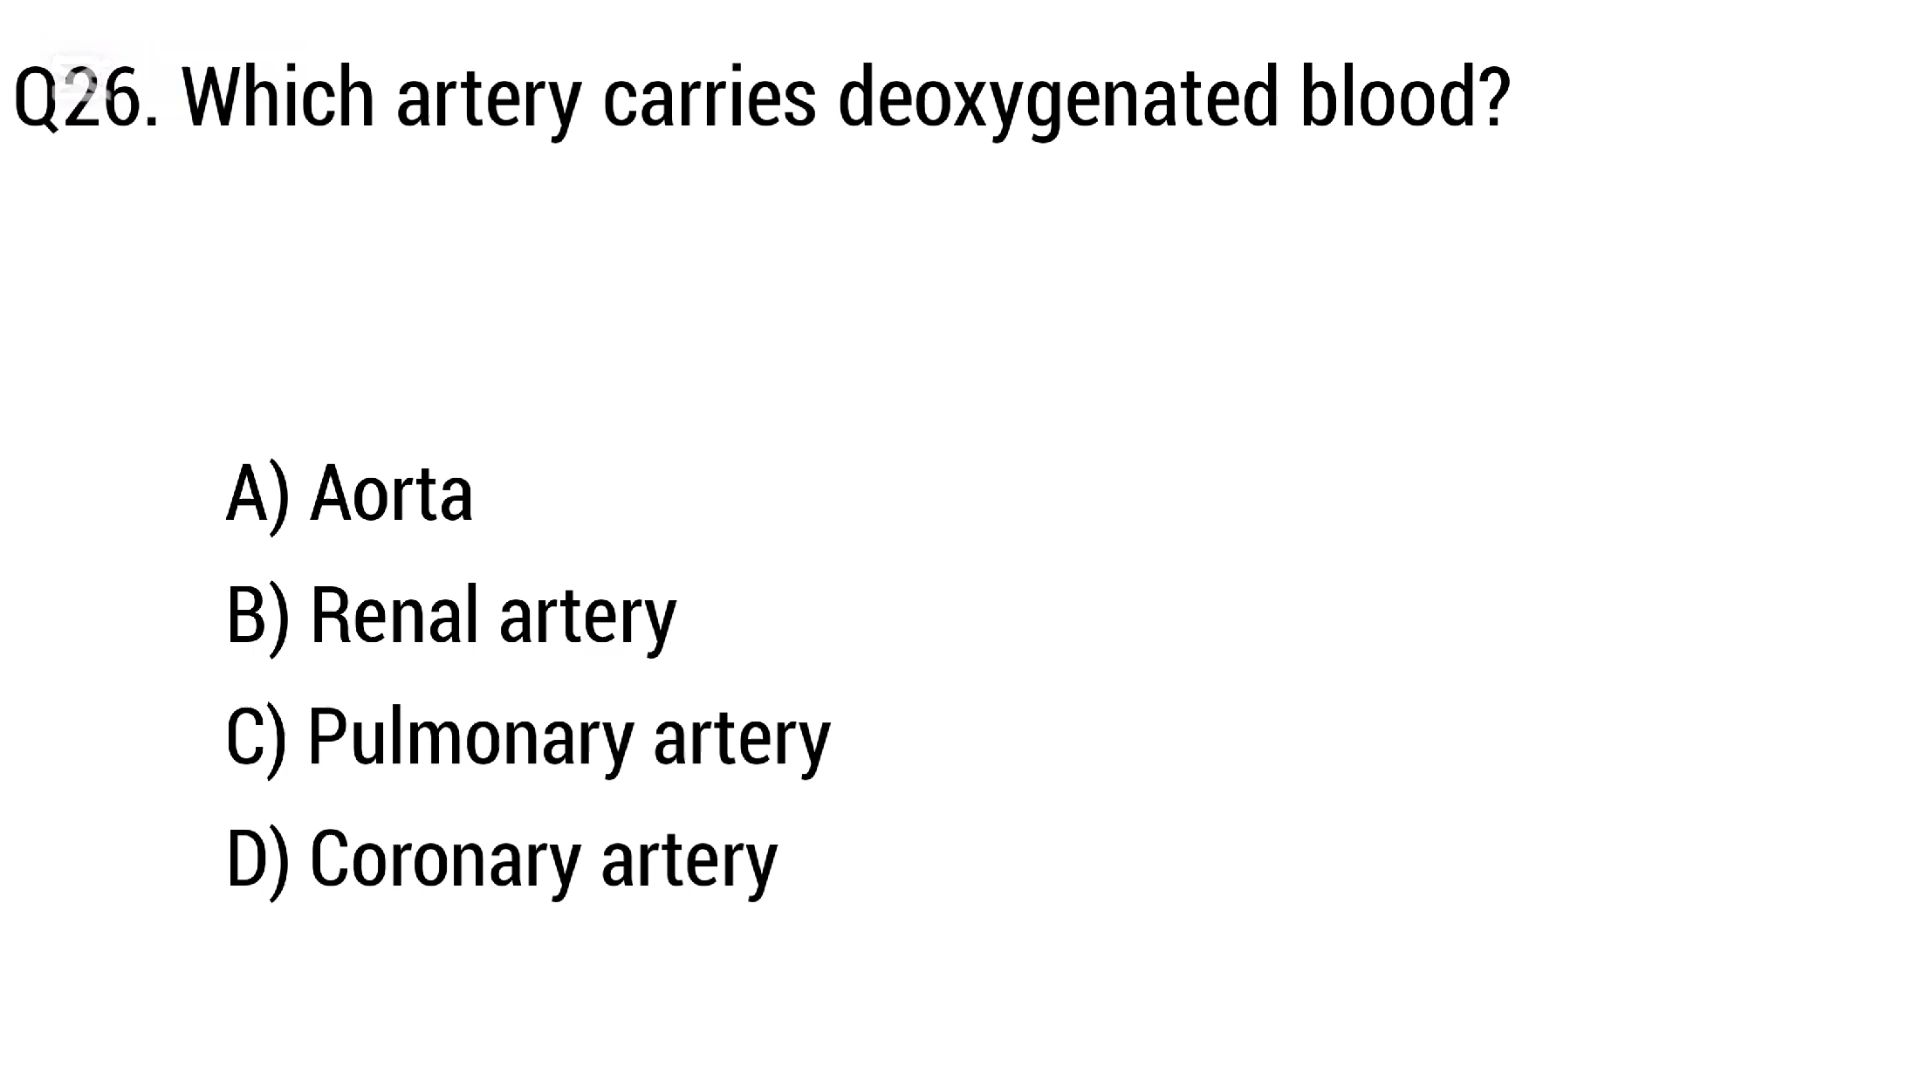 Q26. Which artery carries deoxygenated blood?
A) Aorta
B) Renal artery
C) Pulmonary artery
D) Coronary artery